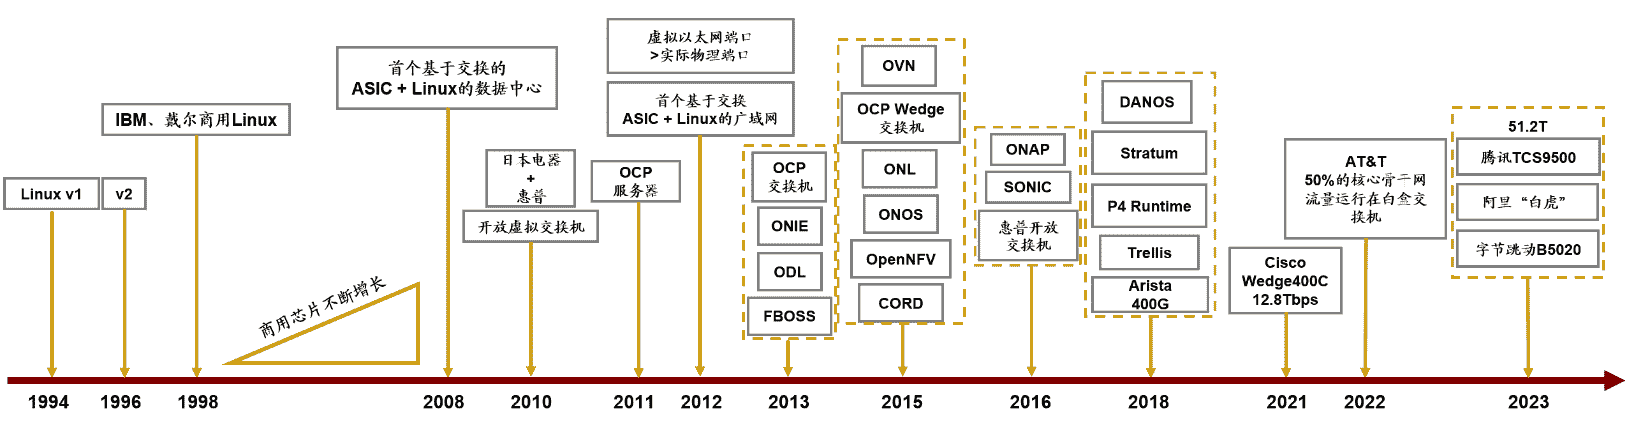 Linux v1
v2
IBM、戴尔商用Linux
商用芯片不断增长
首个基于交换的
ASIC + Linux的数据中心
日本电器
+
惠普
开放虚拟交换机
OCP
服务器
虚拟以太网端口
>实际物理端口
首个基于交换
ASIC + Linux的广域网
OCP
交换机
ONIE
ODL
FBOSS
OVN
OCP Wedge
交换机
ONL
ONOS
OpenNFV
CORD
ONAP
SONIC
惠普开放
交换机
DANOS
Stratum
P4 Runtime
Trellis
Arista
400G
Cisco
Wedge400C
12.8Tbps
AT&T
50%的核心骨干网
流量运行在白盒交
换机
51.2T
腾讯TCS9500
阿里“白虎”
字节跳动B5020
1994
1996
1998
2008
2010
2011
2012
2013
2015
2016
2018
2021
2022
2023